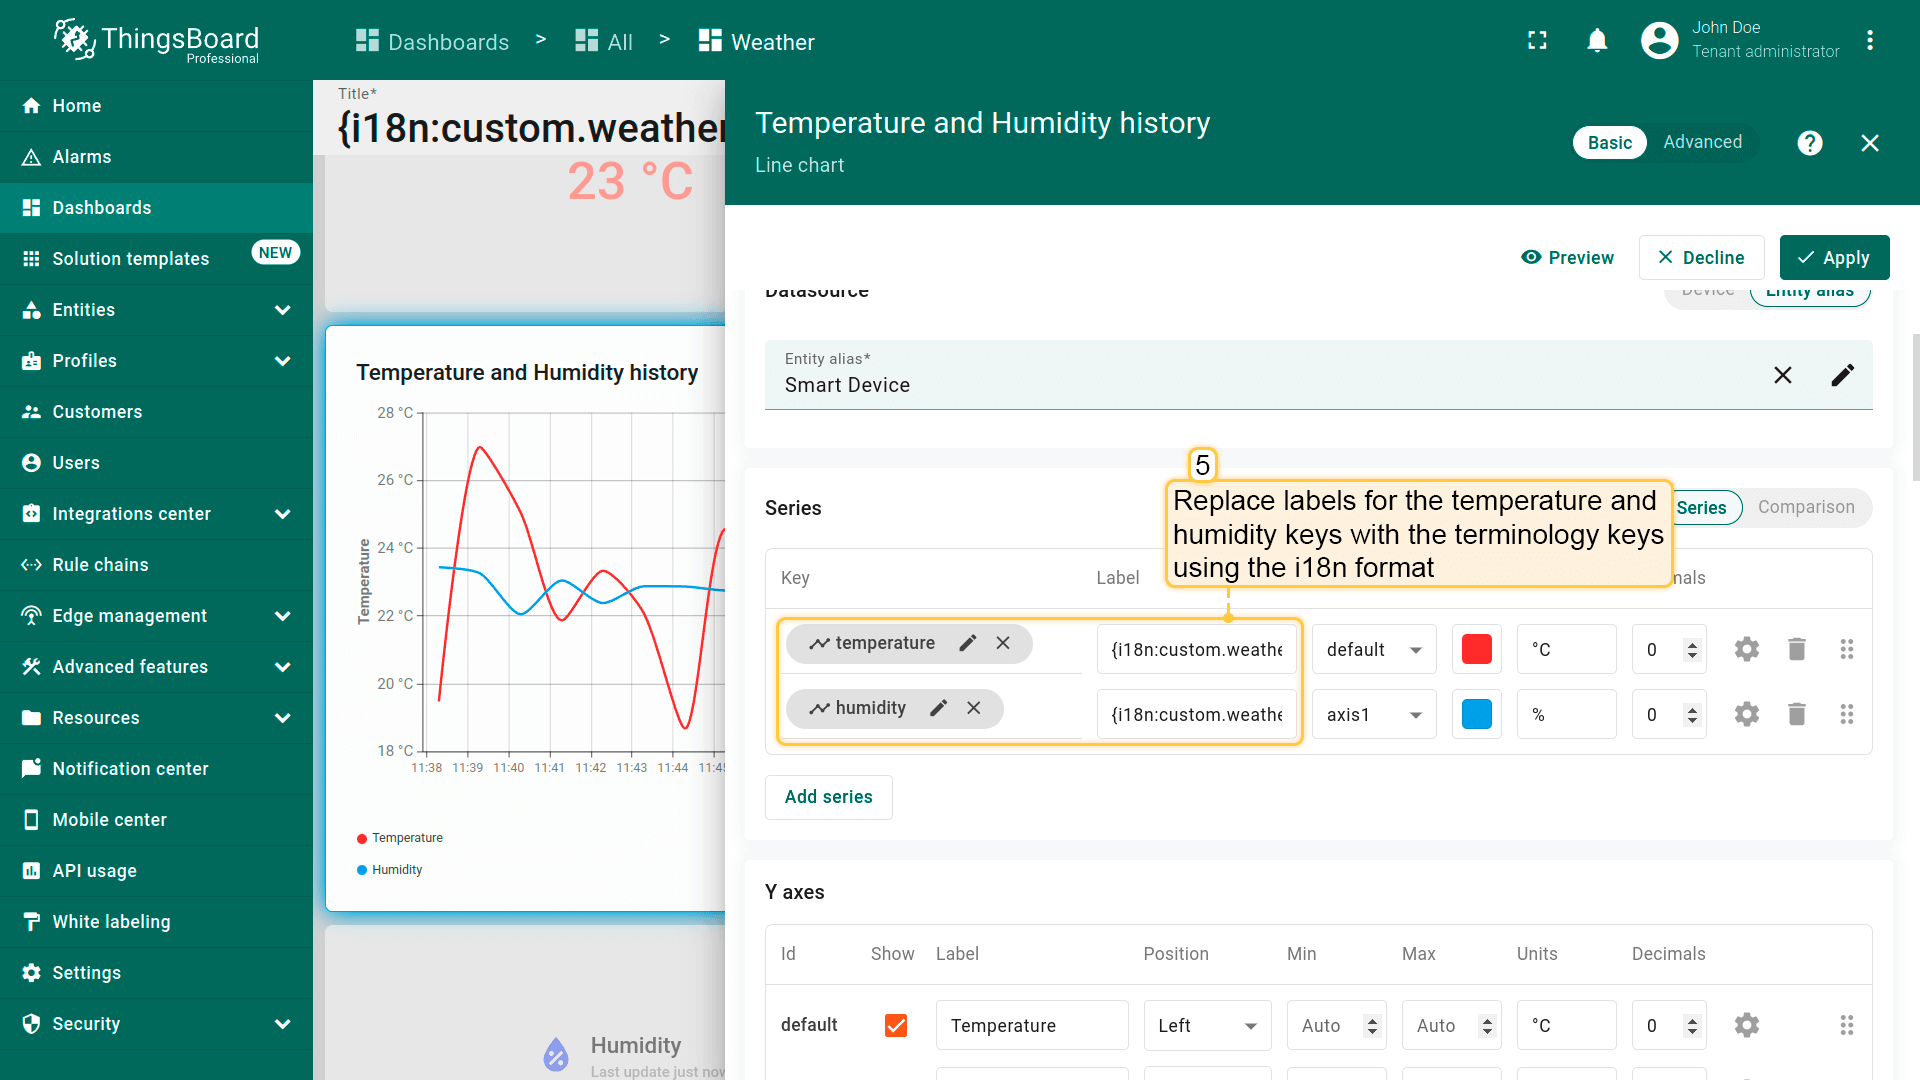 ThingsBoard
Professional
Dashboards > All > Weather
John Doe
Tenant administrator
Home
Alarms
Dashboards
Solution templates NEW
Entities
Profiles
Customers
Users
Integrations center
Rule chains
Edge management
Advanced features
Resources
Notification center
Mobile center
API usage
White labeling
Settings
Security
Title*
{i18n:custom.weather
23 °C
Temperature and Humidity history
28 °C
26 °C
24 °C
22 °C
20 °C
18 °C
Temperature
11:38 11:39 11:40 11:41 11:42 11:43 11:44 11:45
Temperature
Humidity
Humidity
Last update just now
Temperature and Humidity history
Line chart
Basic Advanced
Preview Decline Apply
Datasource Device Entity alias
Entity alias*
Smart Device
5
Replace labels for the temperature and
humidity keys with the terminology keys
using the i18n format
Series Series Comparison
Key Label
temperature {i18n:custom.weathe default °C 0
humidity {i18n:custom.weathe axis1 % 0
Add series
Y axes
Id Show Label Position Min Max Units Decimals
default Temperature Left Auto Auto °C 0